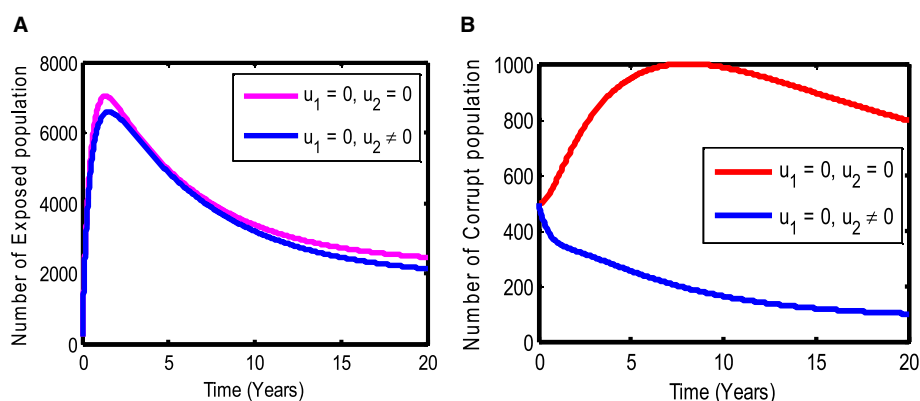 A
Number of Exposed population
8000
6000
4000
2000
0
0 5 10 15 20
Time (Years)
u₁ = 0, u₂ = 0
u₁ = 0, u₂ ≠ 0
B
Number of Corrupt population
1000
800
600
400
200
0
0 5 10 15 20
Time (Years)
u₁ = 0, u₂ = 0
u₁ = 0, u₂ ≠ 0